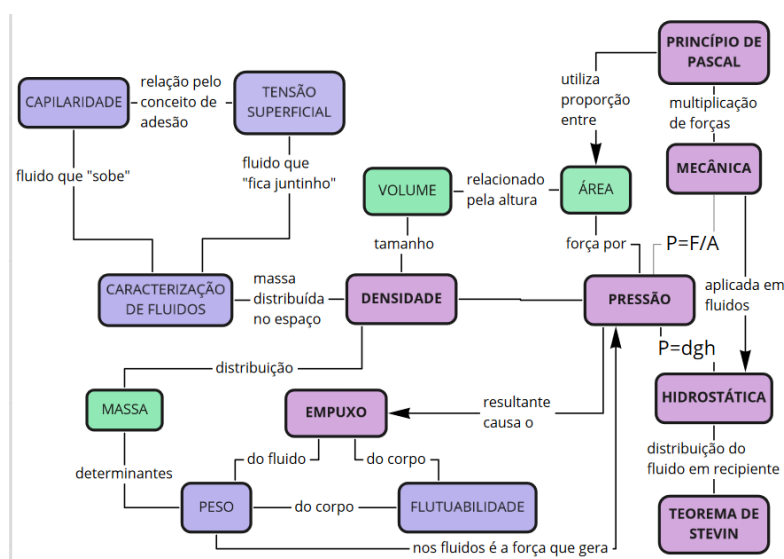 PRINCÍPIO DE
PASCAL
CAPILARIDADE
relação pelo
conceito de
adesão
TENSÃO
SUPERFICIAL
utiliza
proporção
entre
multiplicação
de forças
fluido que "sobe"
fluido que
"fica juntinho"
VOLUME
relacionado
pela altura
ÁREA
MECÂNICA
tamanho
força por
P=F/A
CARACTERIZAÇÃO
DE FLUIDOS
massa
distribuída
no espaço
DENSIDADE
PRESSÃO
aplicada em
fluidos
P=dgh
distribuição
MASSA
EMPUXO
resultante
causa o
HIDROSTÁTICA
determinantes
do fluido
do corpo
distribuição do
fluido em recipiente
PESO
do corpo
FLUTUABILIDADE
TEOREMA DE
STEVIN
nos fluidos é a força que gera